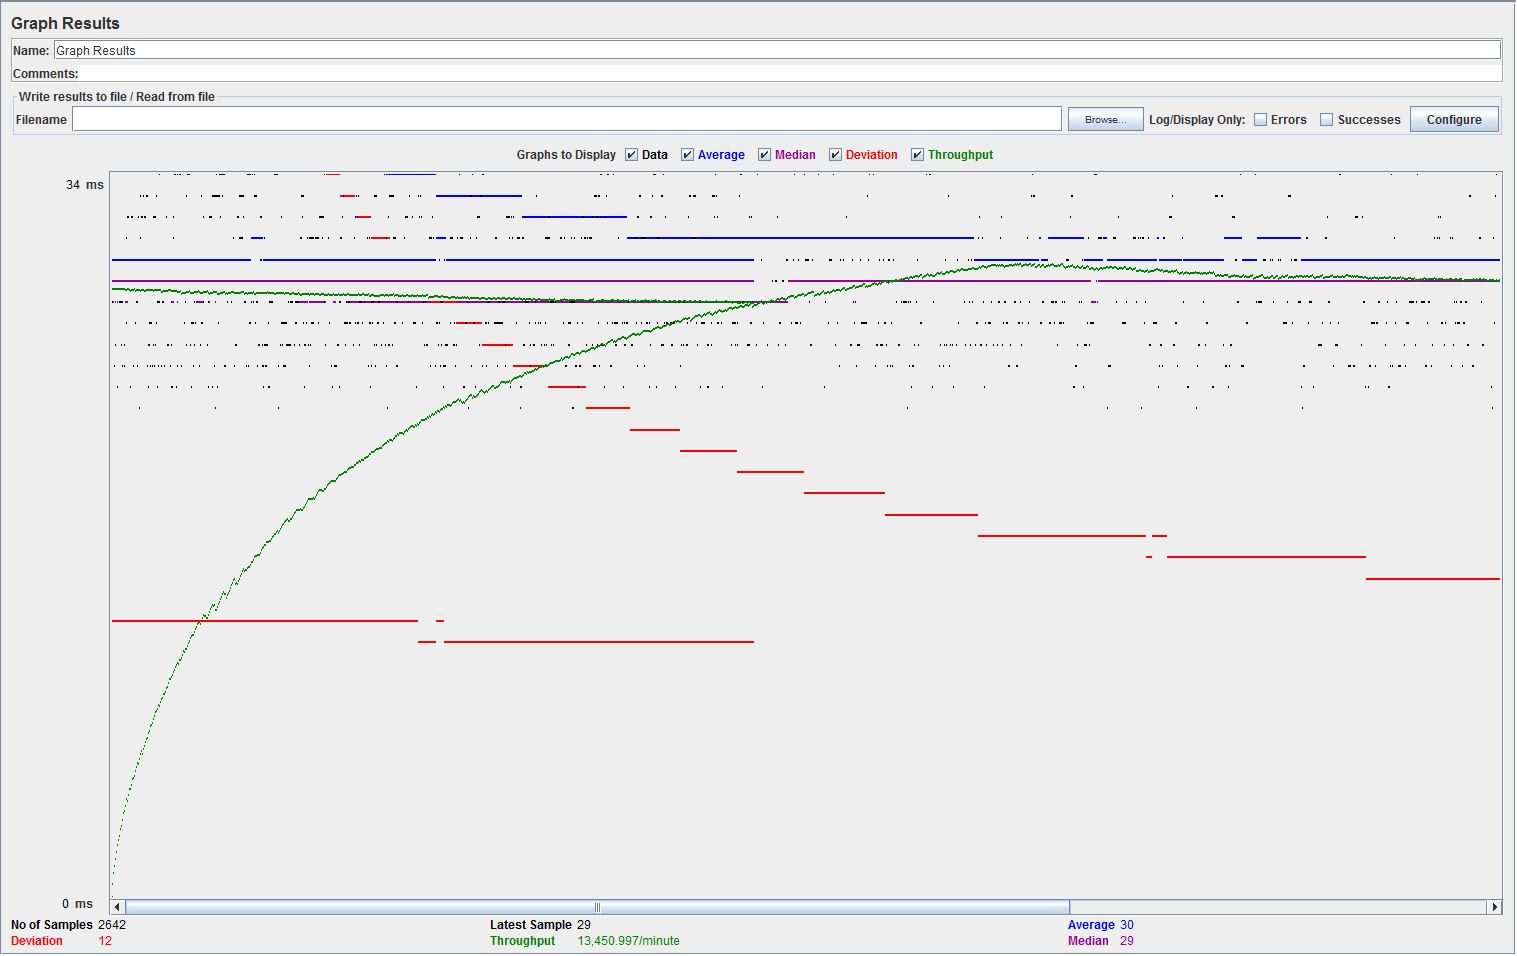 Graph Results
Name: Graph Results
Comments:
Write results to file / Read from file
Filename Browse... Log/Display Only: Errors Successes Configure
Graphs to Display Data Average Median Deviation Throughput
34 ms
0 ms
No of Samples 2642 Latest Sample 29 Average 30
Deviation 12 Throughput 13,450.997/minute Median 29